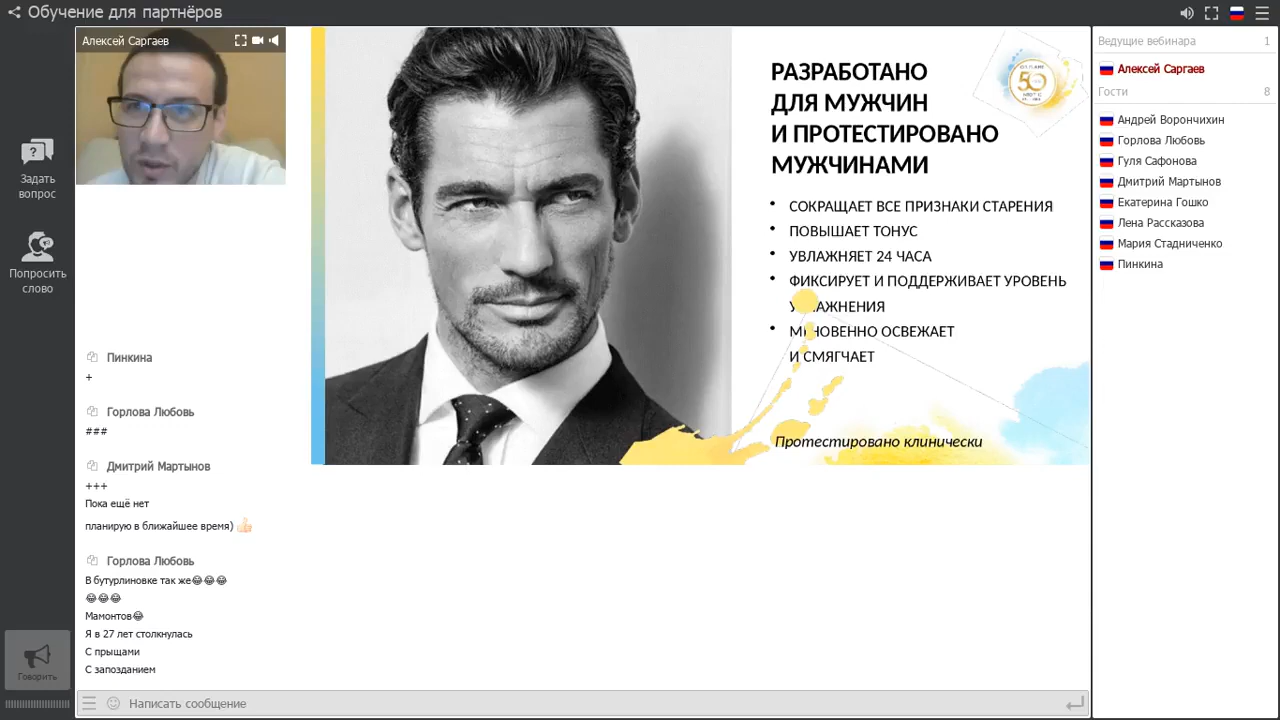 Обучение для партнёров
Алексей Саргаев
Задать
вопрос
Попросить
слово
Говорить
РАЗРАБОТАНО
ДЛЯ МУЖЧИН
И ПРОТЕСТИРОВАНО
МУЖЧИНАМИ
• СОКРАЩАЕТ ВСЕ ПРИЗНАКИ СТАРЕНИЯ
• ПОВЫШАЕТ ТОНУС
• УВЛАЖНЯЕТ 24 ЧАСА
• ФИКСИРУЕТ И ПОДДЕРЖИВАЕТ УРОВЕНЬ
УВЛАЖНЕНИЯ
• МГНОВЕННО ОСВЕЖАЕТ
И СМЯГЧАЕТ
Протестировано клинически
50
Пинкина
+
Горлова Любовь
###
Дмитрий Мартынов
+++
Пока ещё нет
планирую в ближайшее время) 👍
Горлова Любовь
В бутурлиновке так же😂😂😂
😂😂😂
Мамонтов😂
Я в 27 лет столкнулась
С прыщами
С запозданием
Написать сообщение
Ведущие вебинара 1
Алексей Саргаев
Гости 8
Андрей Ворончихин
Горлова Любовь
Гуля Сафонова
Дмитрий Мартынов
Екатерина Гошко
Лена Рассказова
Мария Стадниченко
Пинкина